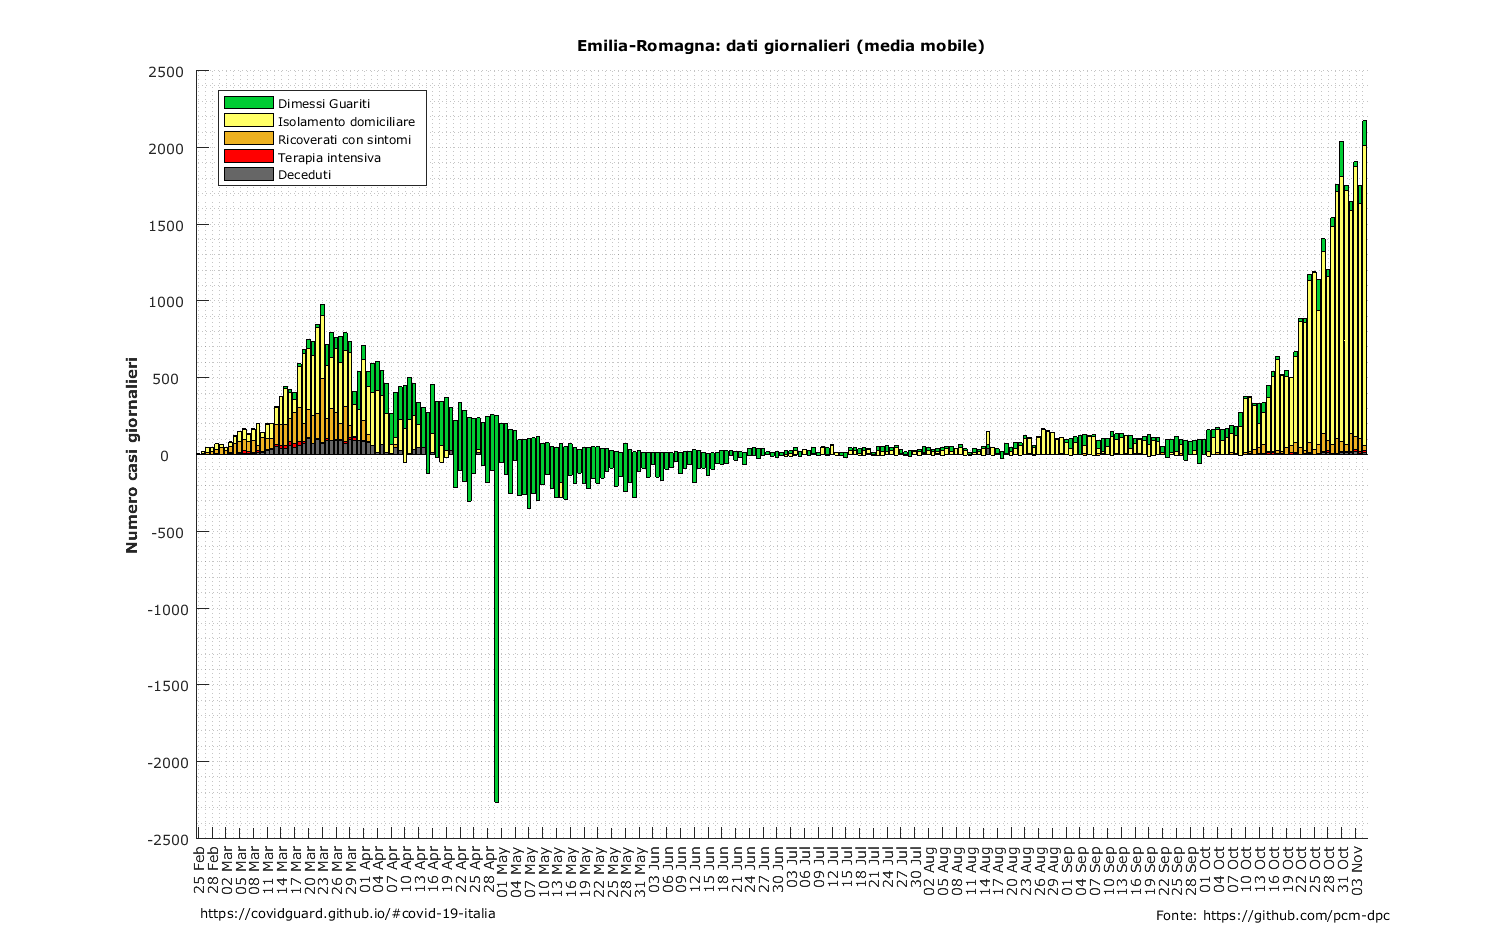 Emilia-Romagna: dati giornalieri (media mobile)
Numero casi giornalieri
2500
2000
1500
1000
500
0
-500
-1000
-1500
-2000
-2500
Dimessi Guariti
Isolamento domiciliare
Ricoverati con sintomi
Terapia intensiva
Deceduti
25 Feb
28 Feb
02 Mar
05 Mar
08 Mar
11 Mar
14 Mar
17 Mar
20 Mar
23 Mar
26 Mar
29 Mar
01 Apr
04 Apr
07 Apr
10 Apr
13 Apr
16 Apr
19 Apr
22 Apr
25 Apr
28 Apr
01 May
04 May
07 May
10 May
13 May
16 May
19 May
22 May
25 May
28 May
31 May
03 Jun
06 Jun
09 Jun
12 Jun
15 Jun
18 Jun
21 Jun
24 Jun
27 Jun
30 Jun
03 Jul
06 Jul
09 Jul
12 Jul
15 Jul
18 Jul
21 Jul
24 Jul
27 Jul
30 Jul
02 Aug
05 Aug
08 Aug
11 Aug
14 Aug
17 Aug
20 Aug
23 Aug
26 Aug
29 Aug
01 Sep
04 Sep
07 Sep
10 Sep
13 Sep
16 Sep
19 Sep
22 Sep
25 Sep
28 Sep
01 Oct
04 Oct
07 Oct
10 Oct
13 Oct
16 Oct
19 Oct
22 Oct
25 Oct
28 Oct
31 Oct
03 Nov
https://covidguard.github.io/#covid-19-italia
Fonte: https://github.com/pcm-dpc